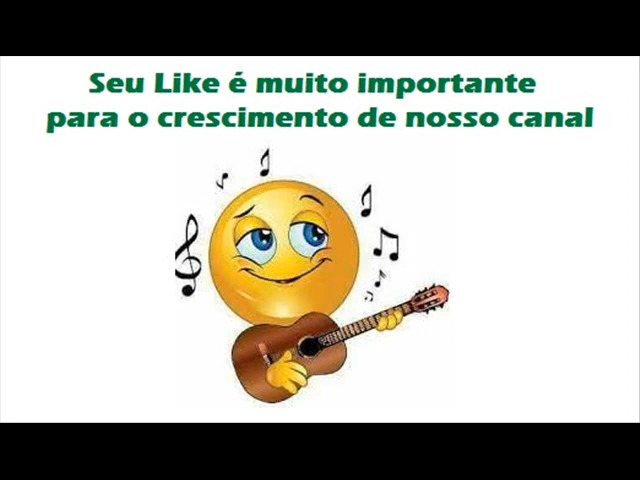 Seu Like é muito importante
para o crescimento de nosso canal